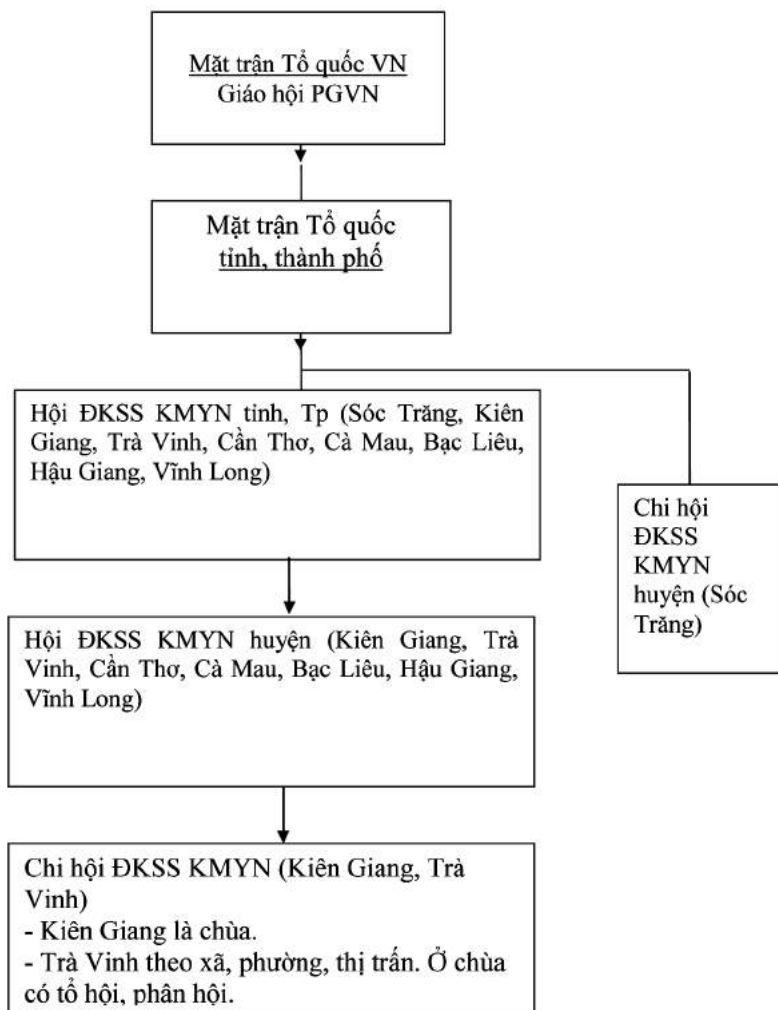 Mặt trận Tổ quốc VN
Giáo hội PGVN
Mặt trận Tổ quốc
tỉnh, thành phố
Hội ĐKSS KMYN tỉnh, Tp (Sóc Trăng, Kiên
Giang, Trà Vinh, Cần Thơ, Cà Mau, Bạc Liêu,
Hậu Giang, Vĩnh Long)
Chi hội
ĐKSS
KMYN
huyện (Sóc
Trăng)
Hội ĐKSS KMYN huyện (Kiên Giang, Trà
Vinh, Cần Thơ, Cà Mau, Bạc Liêu, Hậu Giang,
Vĩnh Long)
Chi hội ĐKSS KMYN (Kiên Giang, Trà
Vinh)
- Kiên Giang là chùa.
- Trà Vinh theo xã, phường, thị trấn. Ở chùa
có tổ hội, phân hội.